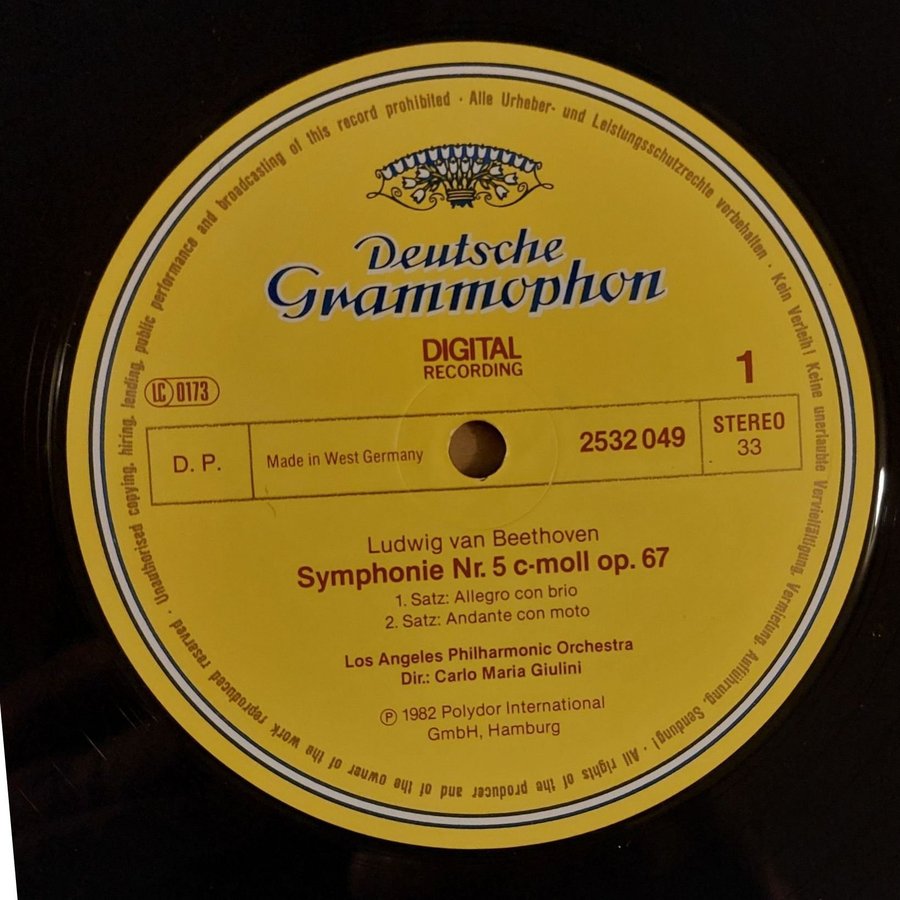 Alle Urheber- und Leistungsschutzrechte vorbehalten · Kein Verleih! Keine unerlaubte Vervielfältigung, Vermietung, Aufführung, Sendung! · All rights of the producer and of the owner of the work reproduced reserved · Unauthorised copying, hiring, lending, public performance and broadcasting of this record prohibited ·
Deutsche
Grammophon
DIGITAL
RECORDING
1
LC 0173
D. P.
Made in West Germany
2532 049
STEREO
33
Ludwig van Beethoven
Symphonie Nr. 5 c-moll op. 67
1. Satz: Allegro con brio
2. Satz: Andante con moto
Los Angeles Philharmonic Orchestra
Dir.: Carlo Maria Giulini
℗ 1982 Polydor International
GmbH, Hamburg